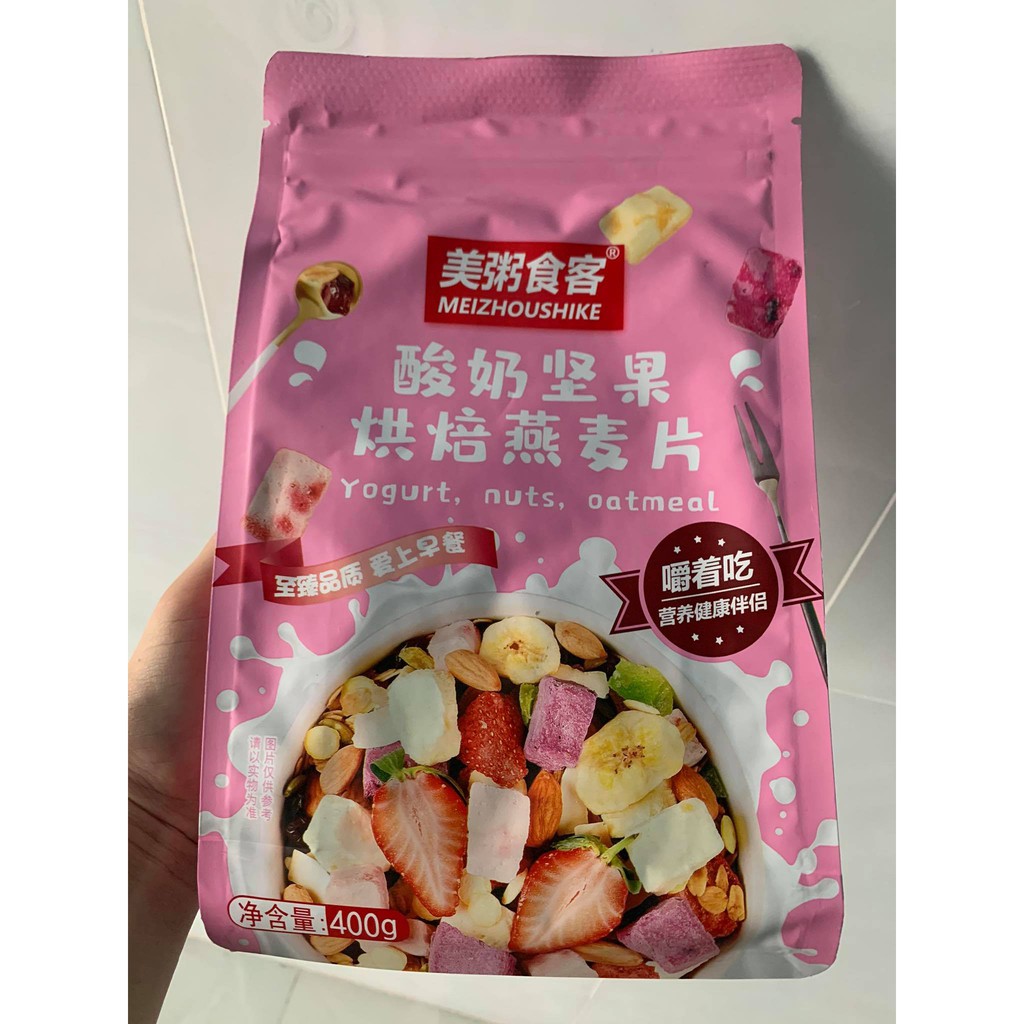 美粥食客®
MEIZHOUSHIKE
酸奶坚果
烘焙燕麦片
Yogurt, nuts, oatmeal
至臻品质 爱上早餐
嚼着吃
营养健康伴侣
图片仅供参考
请以实物为准
净含量:400g